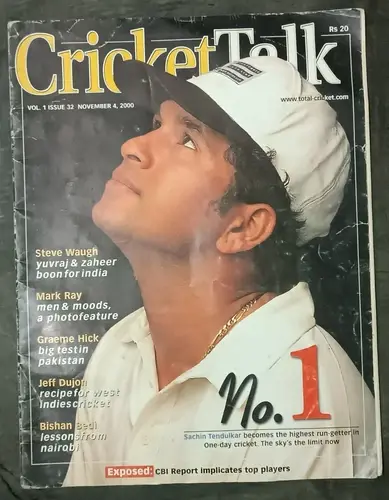 CricketTalk
Rs 20
VOL. 1 ISSUE 32 NOVEMBER 4, 2000
www.total-cricket.com
Steve Waugh
yuvraj & zaheer
boon for india
Mark Ray
men & moods,
a photofeature
Graeme Hick
big test in
pakistan
Jeff Dujon
recipe for west
indies cricket
Bishan Bedi
lessons from
nairobi
No. 1
Sachin Tendulkar becomes the highest run-getter in
One-day cricket. The sky's the limit now
Exposed: CBI Report implicates top players